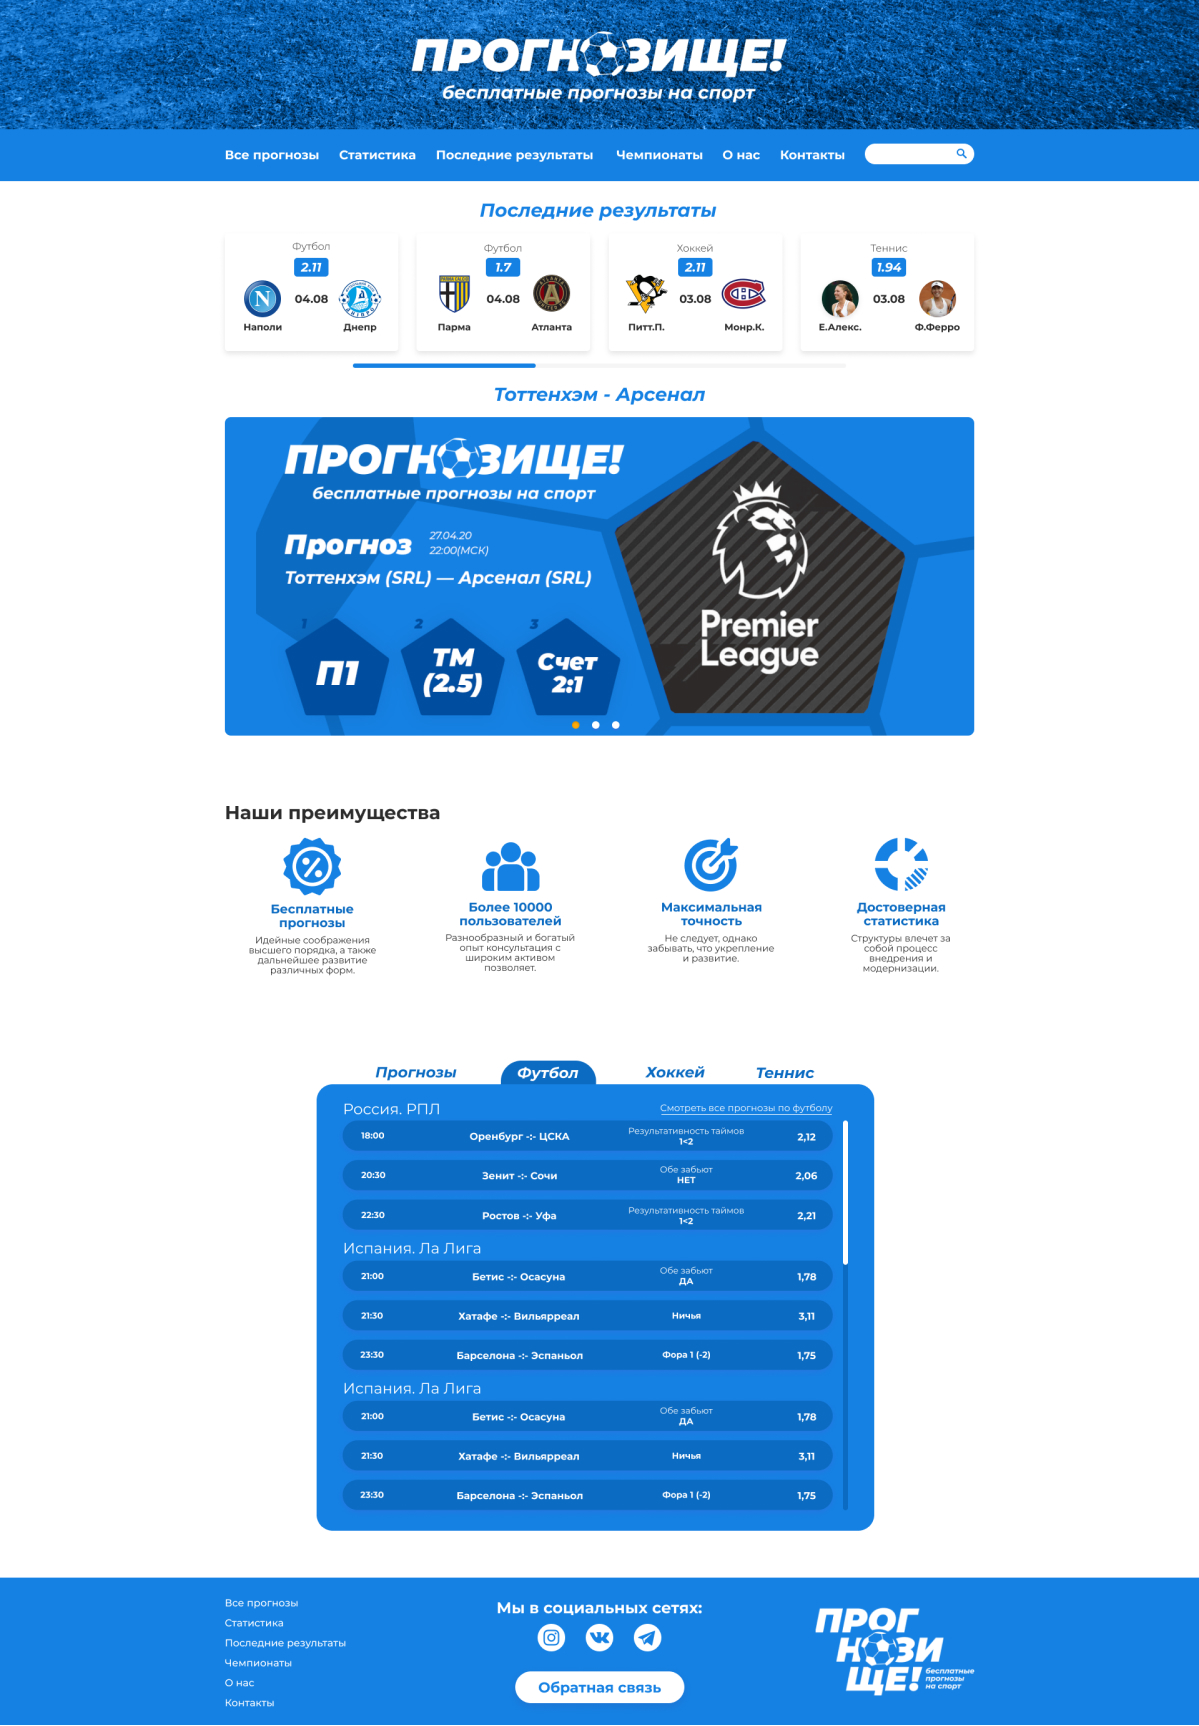 ПРОГНОЗИЩЕ!
бесплатные прогнозы на спорт
Все прогнозы Статистика Последние результаты Чемпионаты О нас Контакты
Последние результаты
Футбол
2.11
04.08
Наполи Днепр
Футбол
1.7
04.08
Парма Атланта
Хоккей
2.11
03.08
Питт.П. Монр.К.
Теннис
1.94
03.08
Е.Алекс. Ф.Ферро
Тоттенхэм - Арсенал
ПРОГНОЗИЩЕ!
бесплатные прогнозы на спорт
Прогноз
27.04.20
22:00(МСК)
Тоттенхэм (SRL) — Арсенал (SRL)
1
П1
2
ТМ
(2.5)
3
Счет
2:1
Premier
League
Наши преимущества
Бесплатные
прогнозы
Идейные соображения
высшего порядка, а также
дальнейшее развитие
различных форм.
Более 10000
пользователей
Разнообразный и богатый
опыт консультация с
широким активом
позволяет.
Максимальная
точность
Не следует, однако
забывать, что укрепление
и развитие.
Достоверная
статистика
Структуры влечет за
собой процесс
внедрения и
модернизации.
Прогнозы Футбол Хоккей Теннис
Россия. РПЛ Смотреть все прогнозы по футболу
18:00 Оренбург -:- ЦСКА Результативность таймов 2,12
1<2
20:30 Зенит -:- Сочи Обе забьют 2,06
НЕТ
22:30 Ростов -:- Уфа Результативность таймов 2,21
1<2
Испания. Ла Лига
21:00 Бетис -:- Осасуна Обе забьют 1,78
ДА
21:30 Хатафе -:- Вильярреал Ничья 3,11
23:30 Барселона -:- Эспаньол Фора 1 (-2) 1,75
Испания. Ла Лига
21:00 Бетис -:- Осасуна Обе забьют 1,78
ДА
21:30 Хатафе -:- Вильярреал Ничья 3,11
23:30 Барселона -:- Эспаньол Фора 1 (-2) 1,75
Все прогнозы
Статистика
Последние результаты
Чемпионаты
О нас
Контакты
Мы в социальных сетях:
Обратная связь
ПРОГ
НОЗИ
ЩЕ!
бесплатные
прогнозы
на спорт